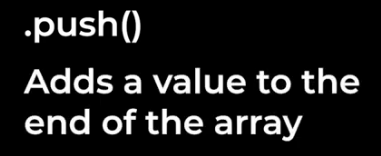 .push()
Adds a value to the
end of the array